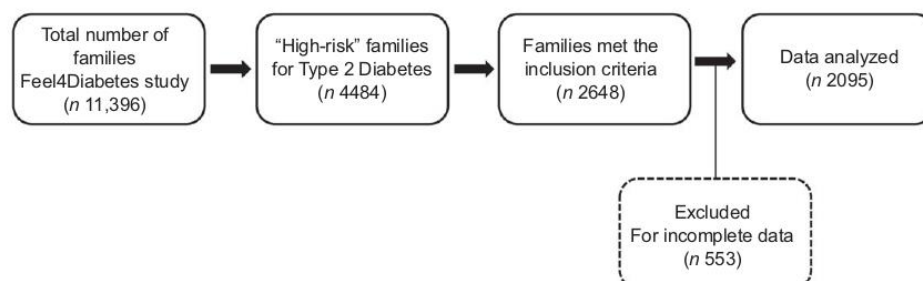 Total number of
families
Feel4Diabetes study
(n 11,396)
“High-risk” families
for Type 2 Diabetes
(n 4484)
Families met the
inclusion criteria
(n 2648)
Data analyzed
(n 2095)
Excluded
For incomplete data
(n 553)